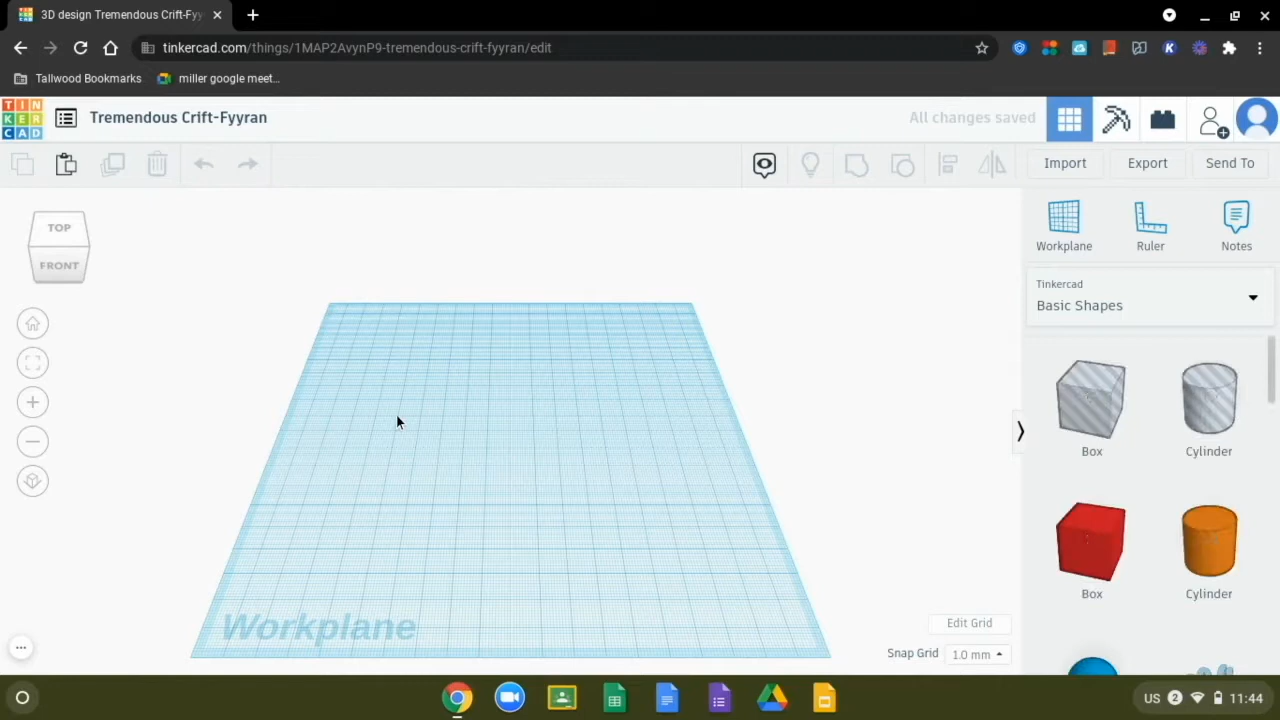 3D design Tremendous Crift-Fyy
tinkercad.com/things/1MAP2AvynP9-tremendous-crift-fyyran/edit
Tallwood Bookmarks
miller google meet...
K
TIN
KER
CAD
Tremendous Crift-Fyyran
All changes saved
Import
Export
Send To
TOP
FRONT
Workplane
Ruler
Notes
Tinkercad
Basic Shapes
Box
Cylinder
Box
Cylinder
Workplane
Edit Grid
Snap Grid
1.0 mm
US
2
11:44